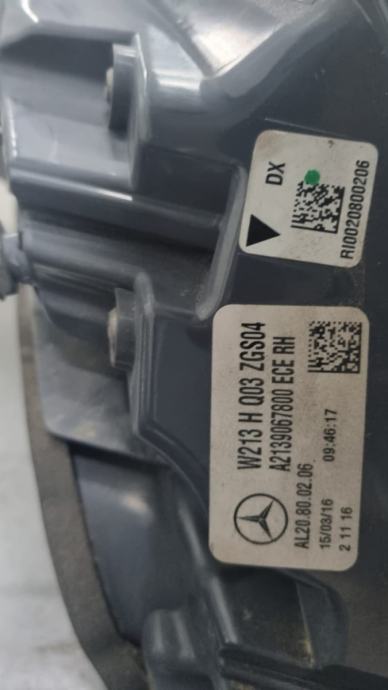 DX
RI0020800206
W213 H Q03 ZGS04
A2139067800 ECE RH
AL20.80.02.06
15/03/16 09:46:17
2 11 16